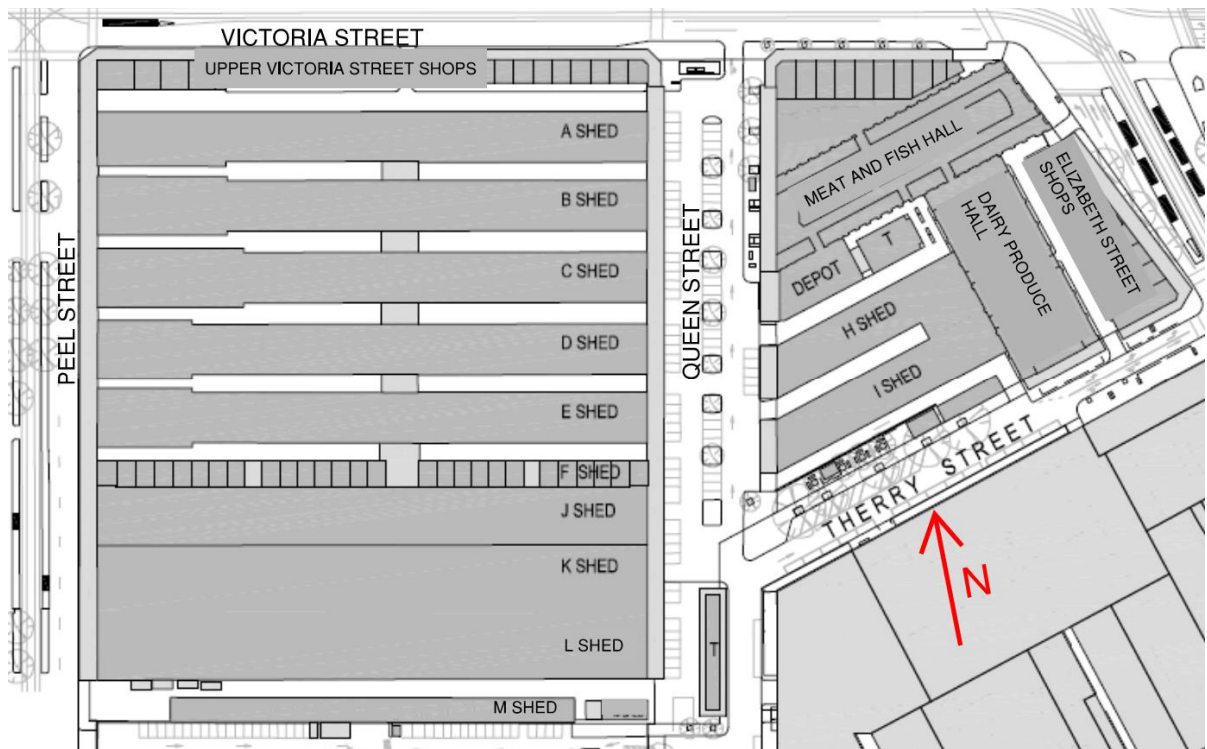 VICTORIA STREET
UPPER VICTORIA STREET SHOPS
A SHED
B SHED
C SHED
D SHED
E SHED
F SHED
J SHED
K SHED
L SHED
M SHED
PEEL STREET
QUEEN STREET
MEAT AND FISH HALL
ELIZABETH STREET
SHOPS
DAIRY PRODUCE
HALL
T
DEPOT
H SHED
I SHED
THERRY STREET
N
T